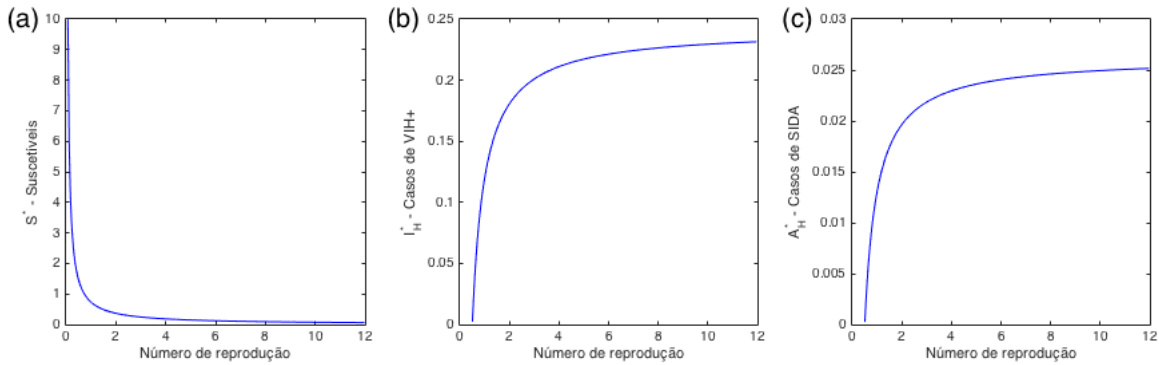 (a)
10
9
8
7
6
5
4
3
2
1
0
S* - Suscetíveis
0 2 4 6 8 10 12
Número de reprodução
(b)
0.25
0.2
0.15
0.1
0.05
0
I*H - Casos de VIH+
0 2 4 6 8 10 12
Número de reprodução
(c)
0.03
0.025
0.02
0.015
0.01
0.005
0
A*H - Casos de SIDA
0 2 4 6 8 10 12
Número de reprodução